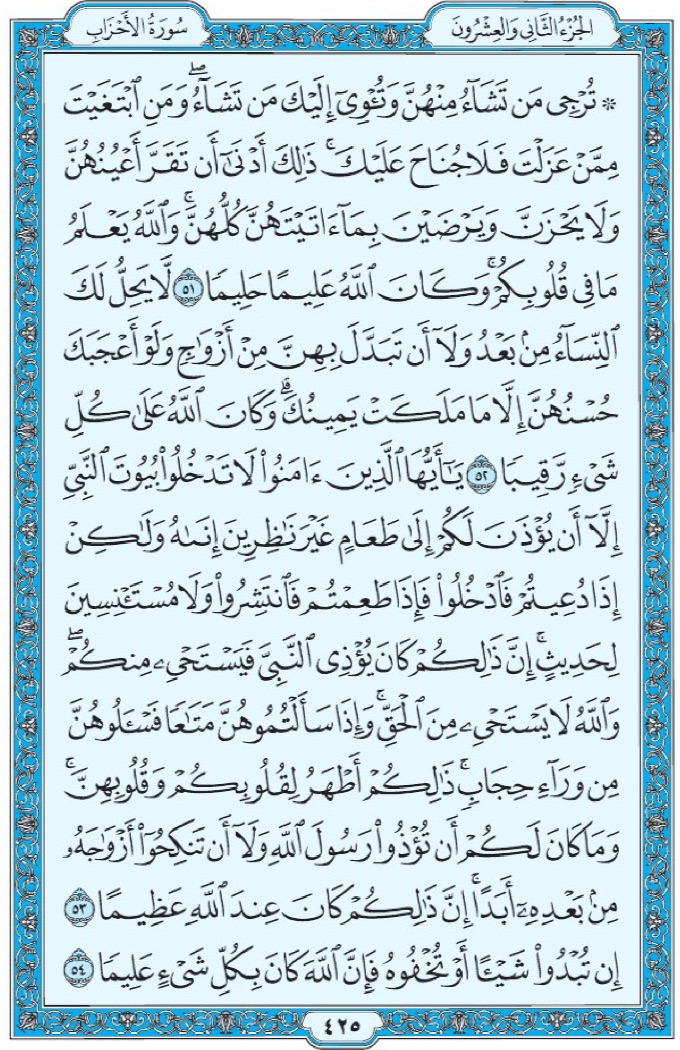 الجُزْءُ الثَّانِي وَالعِشْرُونَ
سُورَةُ الأَحْزَابِ
۞ تُرْجِي مَن تَشَآءُ مِنْهُنَّ وَتُـْٔوِيٓ إِلَيْكَ مَن تَشَآءُۖ وَمَنِ ٱبْتَغَيْتَ
مِمَّنْ عَزَلْتَ فَلَا جُنَاحَ عَلَيْكَۚ ذَٰلِكَ أَدْنَىٰٓ أَن تَقَرَّ أَعْيُنُهُنَّ
وَلَا يَحْزَنَّ وَيَرْضَيْنَ بِمَآ ءَاتَيْتَهُنَّ كُلُّهُنَّۚ وَٱللَّهُ يَعْلَمُ
مَا فِي قُلُوبِكُمْۚ وَكَانَ ٱللَّهُ عَلِيمًا حَلِيمًا ٥١ لَّا يَحِلُّ لَكَ
ٱلنِّسَآءُ مِنۢ بَعْدُ وَلَآ أَن تَبَدَّلَ بِهِنَّ مِنْ أَزْوَٰجٍ وَلَوْ أَعْجَبَكَ
حُسْنُهُنَّ إِلَّا مَا مَلَكَتْ يَمِينُكَۗ وَكَانَ ٱللَّهُ عَلَىٰ كُلِّ
شَيْءٍ رَّقِيبًا ٥٢ يَٰٓأَيُّهَا ٱلَّذِينَ ءَامَنُوا۟ لَا تَدْخُلُوا۟ بُيُوتَ ٱلنَّبِيِّ
إِلَّآ أَن يُؤْذَنَ لَكُمْ إِلَىٰ طَعَامٍ غَيْرَ نَٰظِرِينَ إِنَىٰهُ وَلَٰكِنْ
إِذَا دُعِيتُمْ فَٱدْخُلُوا۟ فَإِذَا طَعِمْتُمْ فَٱنتَشِرُوا۟ وَلَا مُسْتَـْٔنِسِينَ
لِحَدِيثٍۚ إِنَّ ذَٰلِكُمْ كَانَ يُؤْذِي ٱلنَّبِيَّ فَيَسْتَحْيِۦ مِنكُمْۖ
وَٱللَّهُ لَا يَسْتَحْيِۦ مِنَ ٱلْحَقِّۚ وَإِذَا سَأَلْتُمُوهُنَّ مَتَٰعًا فَسْـَٔلُوهُنَّ
مِن وَرَآءِ حِجَابٍۚ ذَٰلِكُمْ أَطْهَرُ لِقُلُوبِكُمْ وَقُلُوبِهِنَّۚ
وَمَا كَانَ لَكُمْ أَن تُؤْذُوا۟ رَسُولَ ٱللَّهِ وَلَآ أَن تَنكِحُوٓا۟ أَزْوَٰجَهُۥ
مِنۢ بَعْدِهِۦٓ أَبَدًاۚ إِنَّ ذَٰلِكُمْ كَانَ عِندَ ٱللَّهِ عَظِيمًا ٥٣
إِن تُبْدُوا۟ شَيْـًٔا أَوْ تُخْفُوهُ فَإِنَّ ٱللَّهَ كَانَ بِكُلِّ شَيْءٍ عَلِيمًا ٥٤
٤٢٥